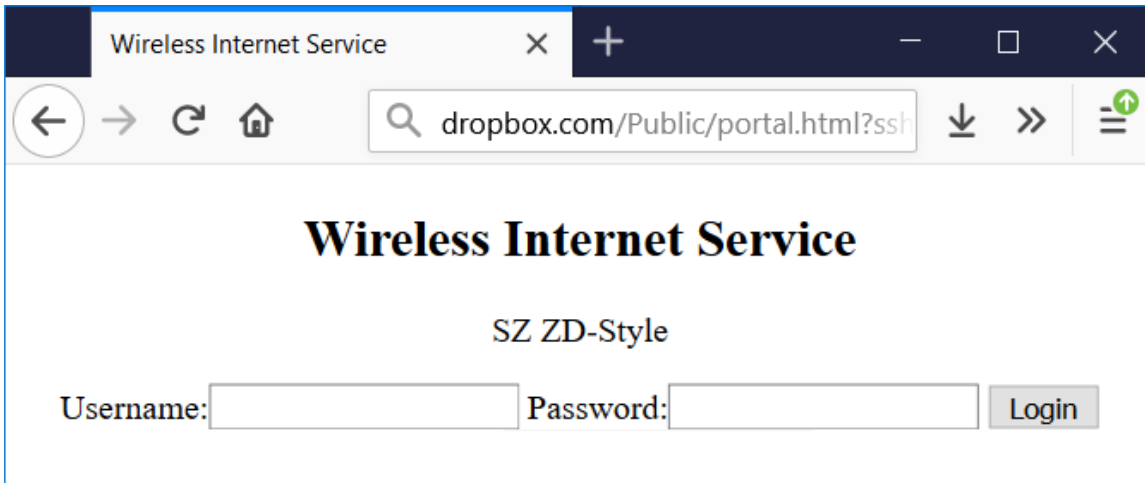 Wireless Internet Service
dropbox.com/Public/portal.html?ssh
Wireless Internet Service
SZ ZD-Style
Username: Password: Login